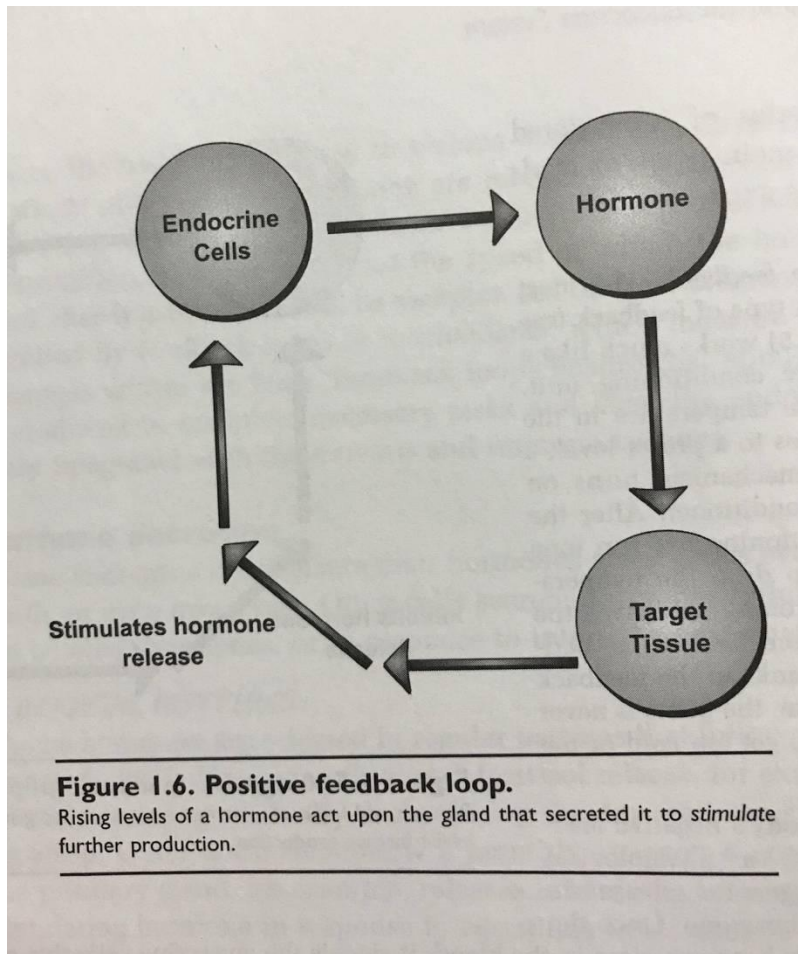 Endocrine
Cells
Hormone
Target
Tissue
Stimulates hormone
release
Figure 1.6. Positive feedback loop.
Rising levels of a hormone act upon the gland that secreted it to stimulate
further production.